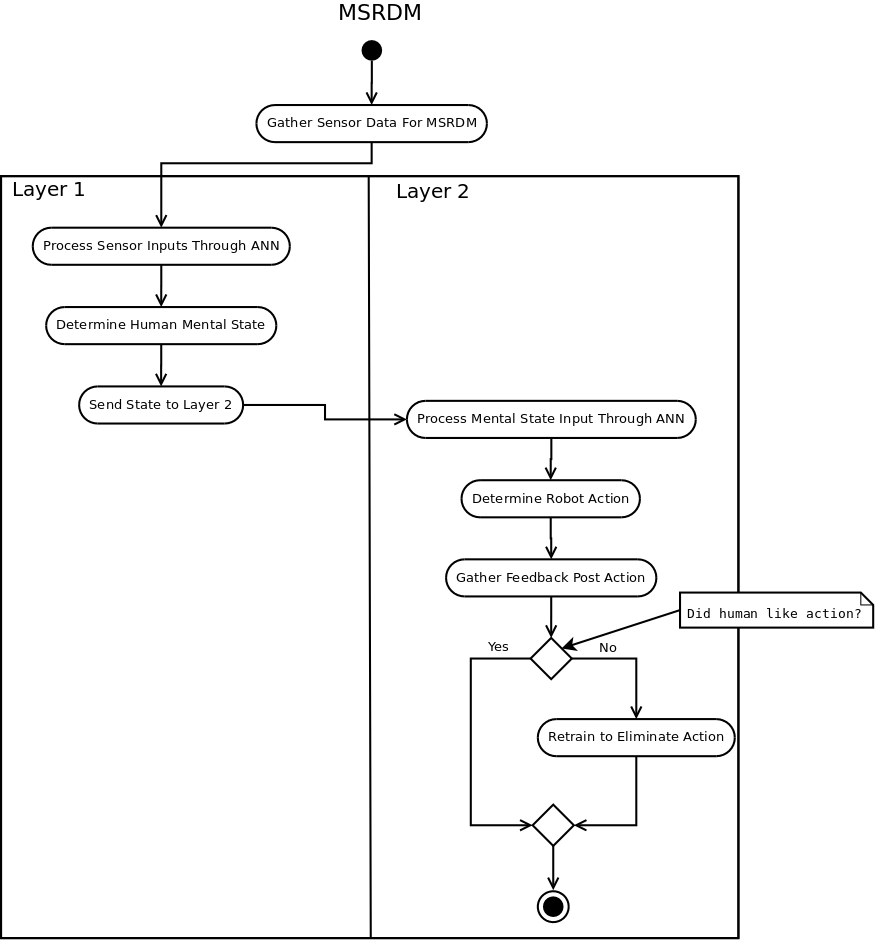 MSRDM
Gather Sensor Data For MSRDM
Layer 1
Layer 2
Process Sensor Inputs Through ANN
Determine Human Mental State
Send State to Layer 2
Process Mental State Input Through ANN
Determine Robot Action
Gather Feedback Post Action
Did human like action?
Yes
No
Retrain to Eliminate Action